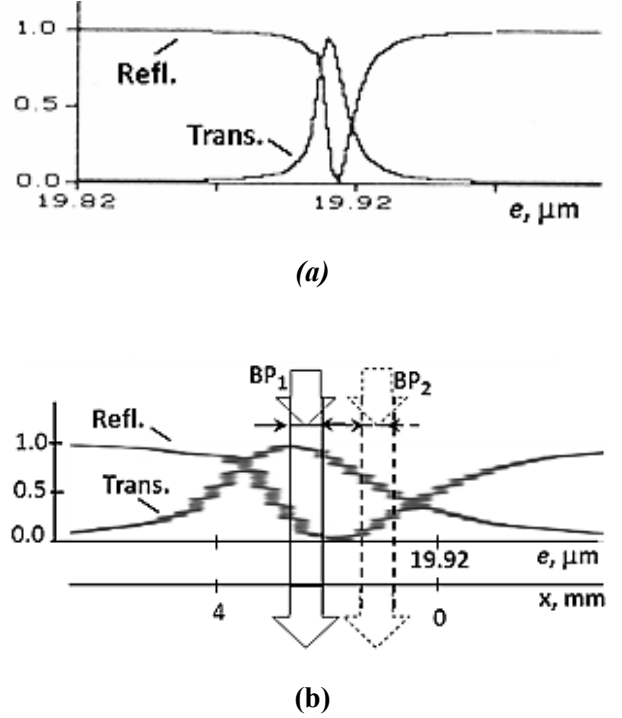 1.0
Refl.
0.5
Trans.
0.0
19.82 19.92 e, μm
(a)
BP1 BP2
Refl.
1.0
0.5
Trans.
0.0
19.92 e, μm
4 0 x, mm
(b)